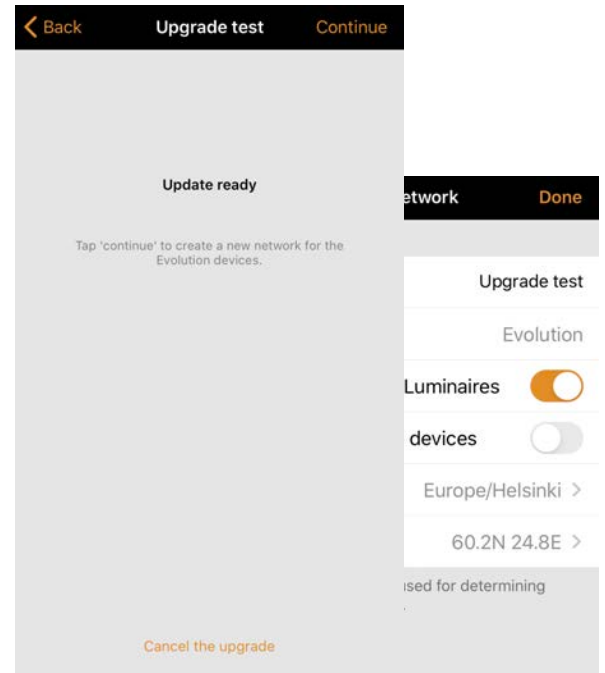 Back
Upgrade test
Continue
Update ready
Tap 'continue' to create a new network for the
Evolution devices.
Cancel the upgrade
etwork
Done
Upgrade test
Evolution
Luminaires
devices
Europe/Helsinki
60.2N 24.8E
used for determining